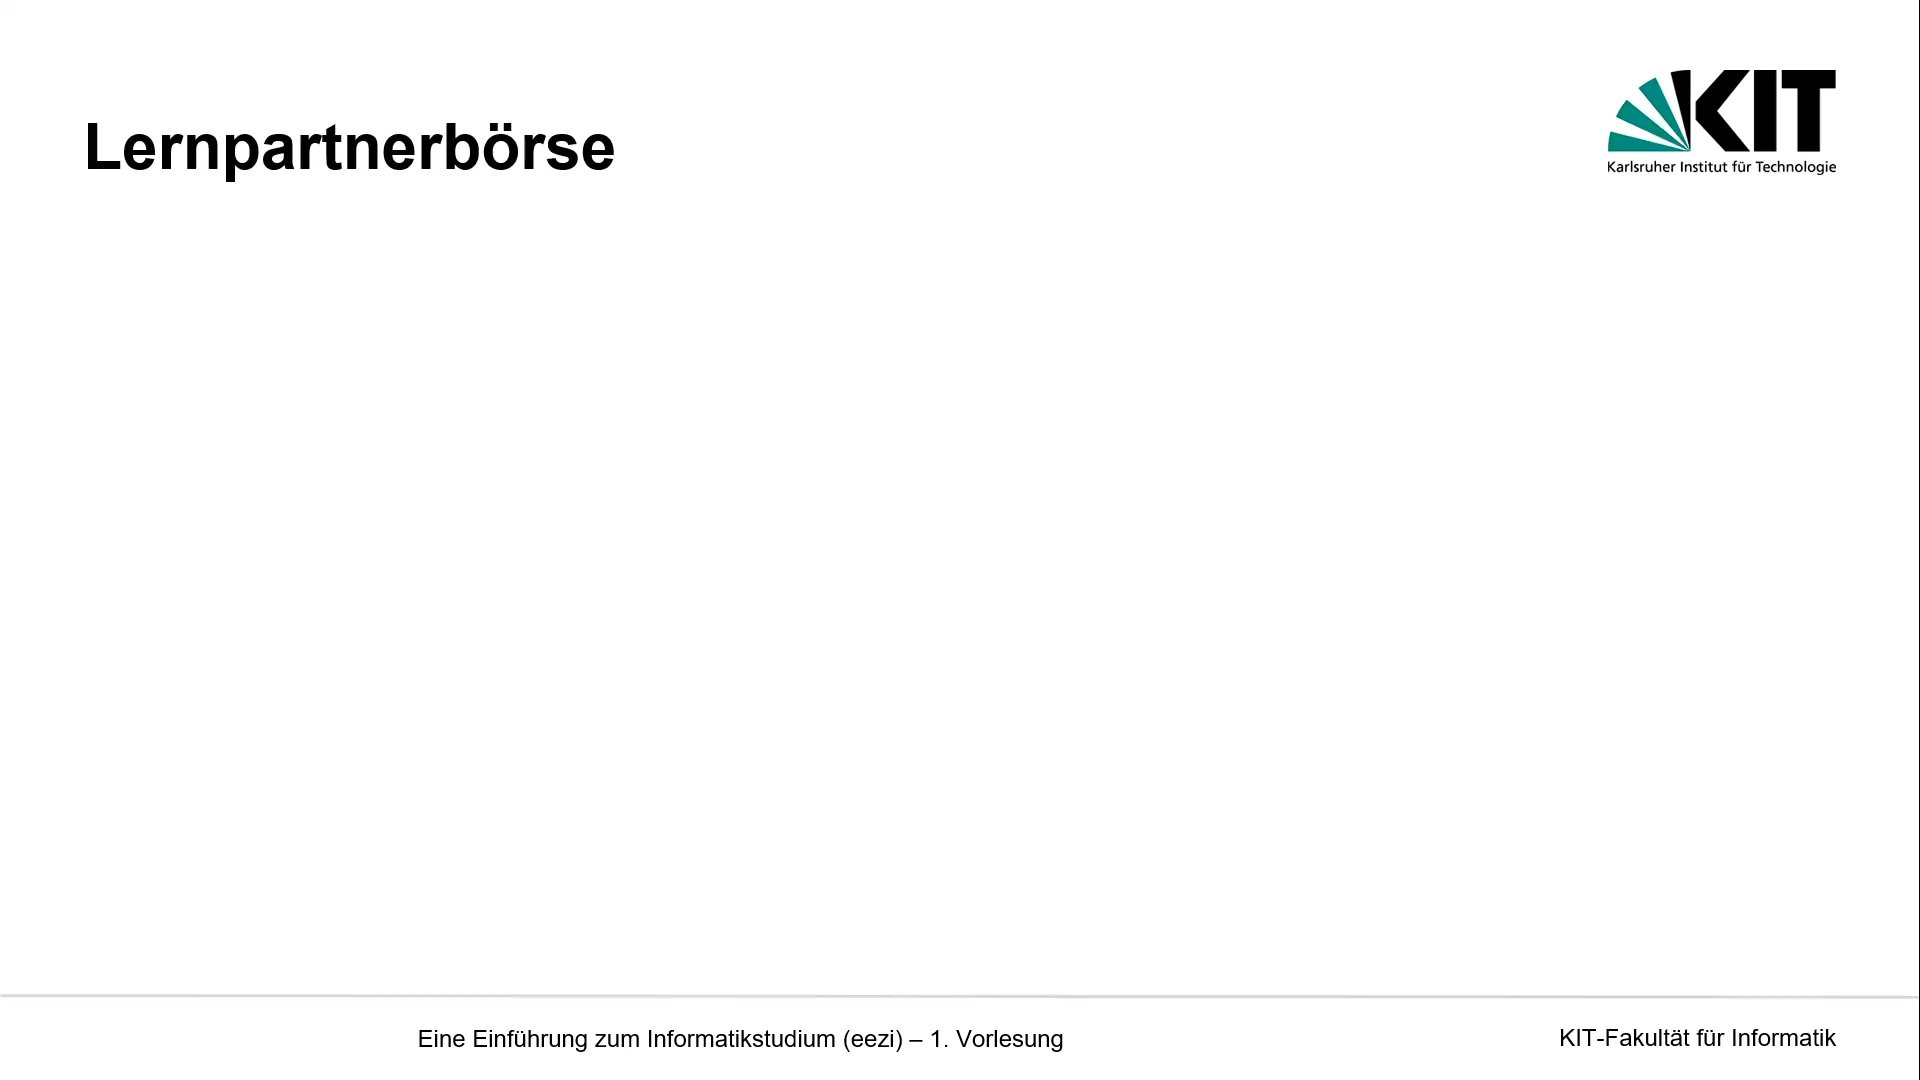 Lernpartnerbörse
KIT
Karlsruher Institut für Technologie
Eine Einführung zum Informatikstudium (eezi) – 1. Vorlesung
KIT-Fakultät für Informatik